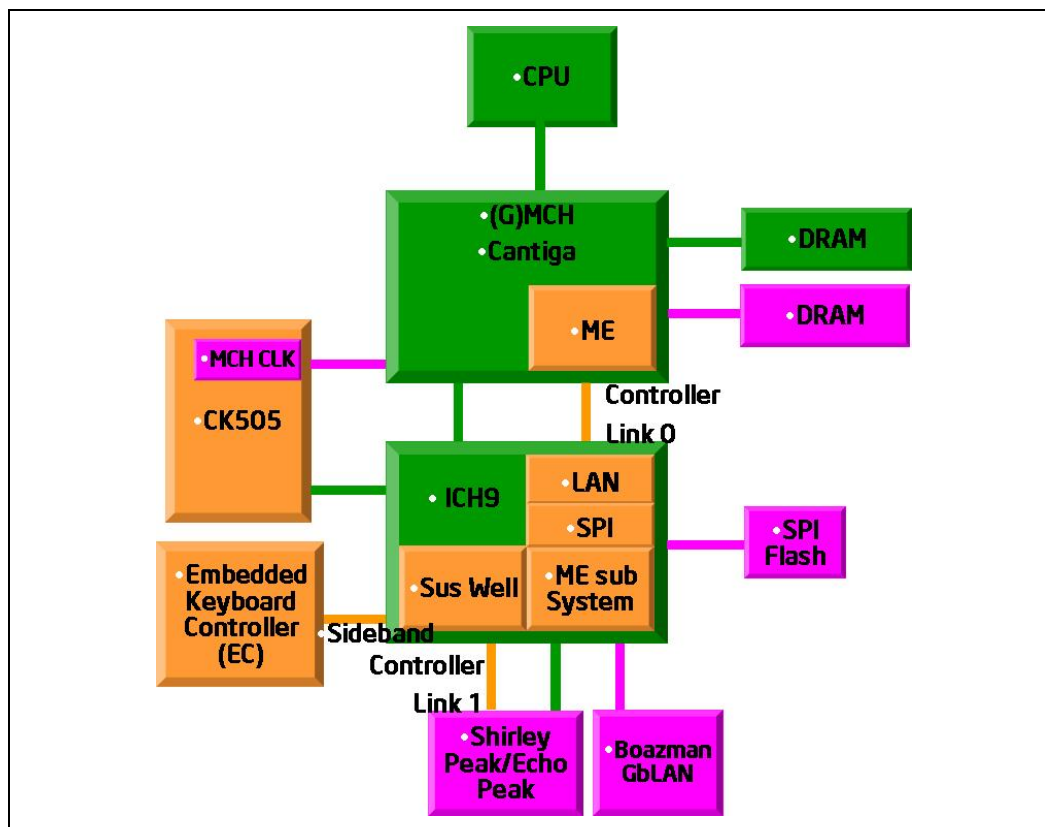 •CPU
•(G)MCH
•Cantiga
•DRAM
•ME
•DRAM
•MCH CLK
•CK505
Controller
Link 0
•ICH9
•LAN
•SPI
•SPI
Flash
•Sus Well
•ME sub
System
•Embedded
Keyboard
Controller
(EC)
•Sideband
Controller
Link 1
•Shirley
Peak/Echo
Peak
•Boazman
GbLAN